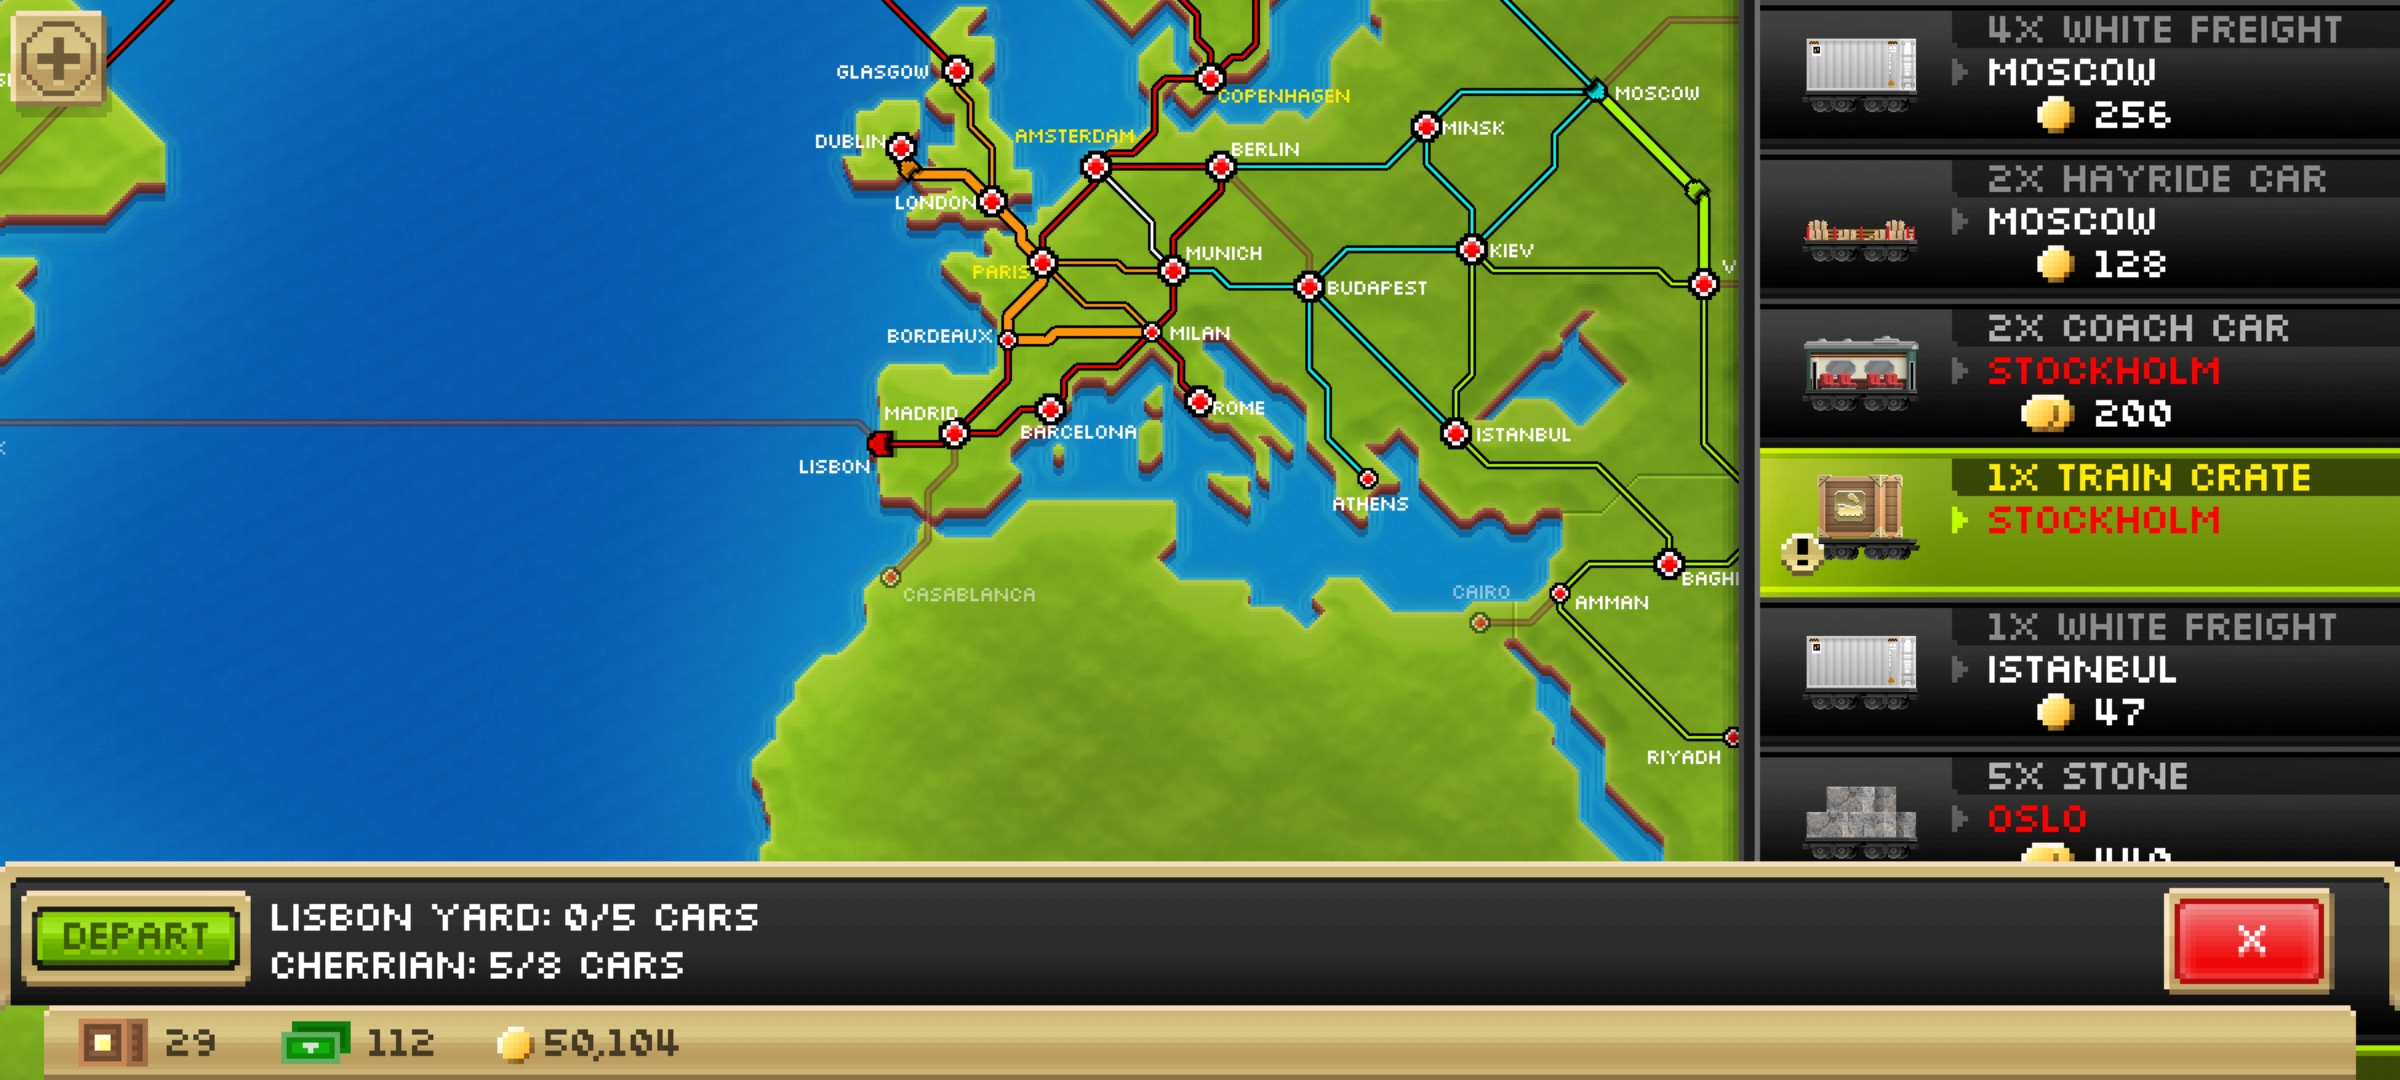 GLASGOW
COPENHAGEN
MOSCOW
DUBLIN
AMSTERDAM
BERLIN
MINSK
LONDON
PARIS
MUNICH
KIEV
BUDAPEST
BORDEAUX
MILAN
MADRID
BARCELONA
ROME
ISTANBUL
LISBON
ATHENS
CASABLANCA
CAIRO
AMMAN
RIYADH
4X WHITE FREIGHT
MOSCOW
256
2X HAYRIDE CAR
MOSCOW
128
2X COACH CAR
STOCKHOLM
200
1X TRAIN CRATE
STOCKHOLM
1X WHITE FREIGHT
ISTANBUL
47
5X STONE
OSLO
DEPART
LISBON YARD: 0/5 CARS
CHERRIAN: 5/8 CARS
X
29
112
50,104